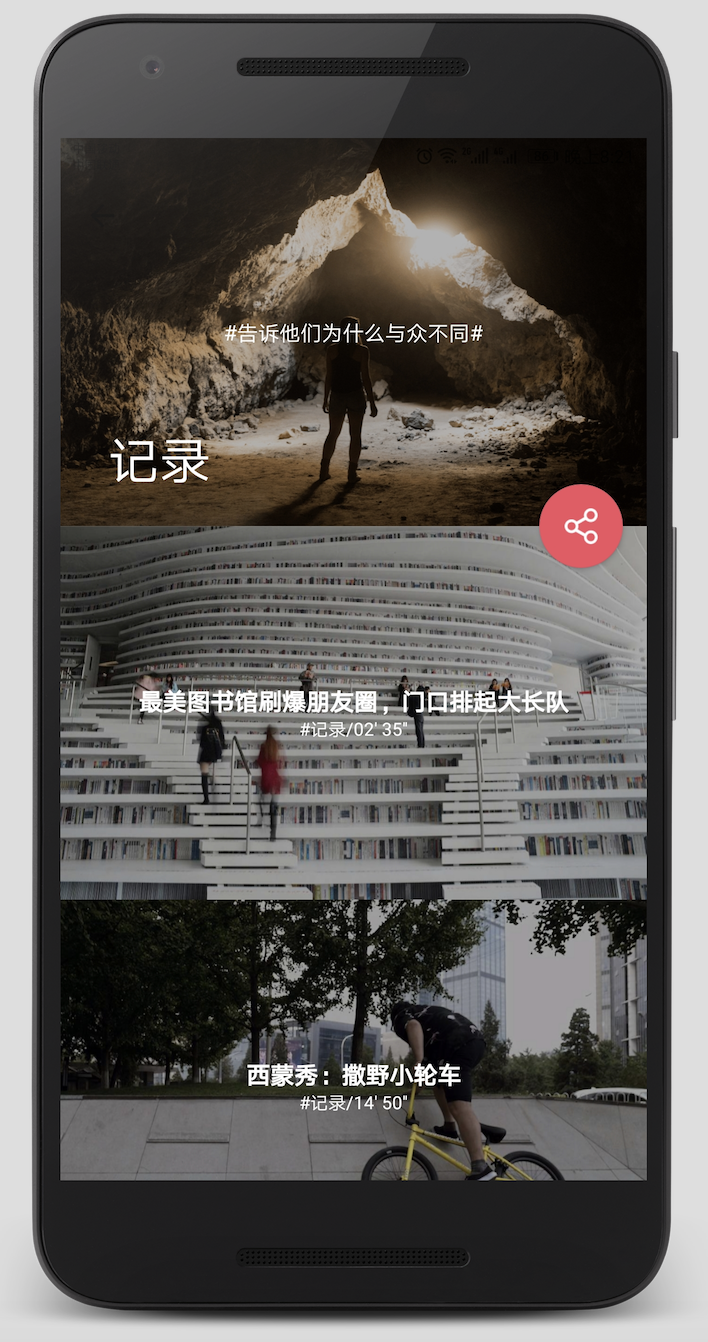 #告诉他们为什么与众不同#
记录
最美图书馆刷爆朋友圈，门口排起大长队
#记录/02' 35"
西蒙秀：撒野小轮车
#记录/14' 50"